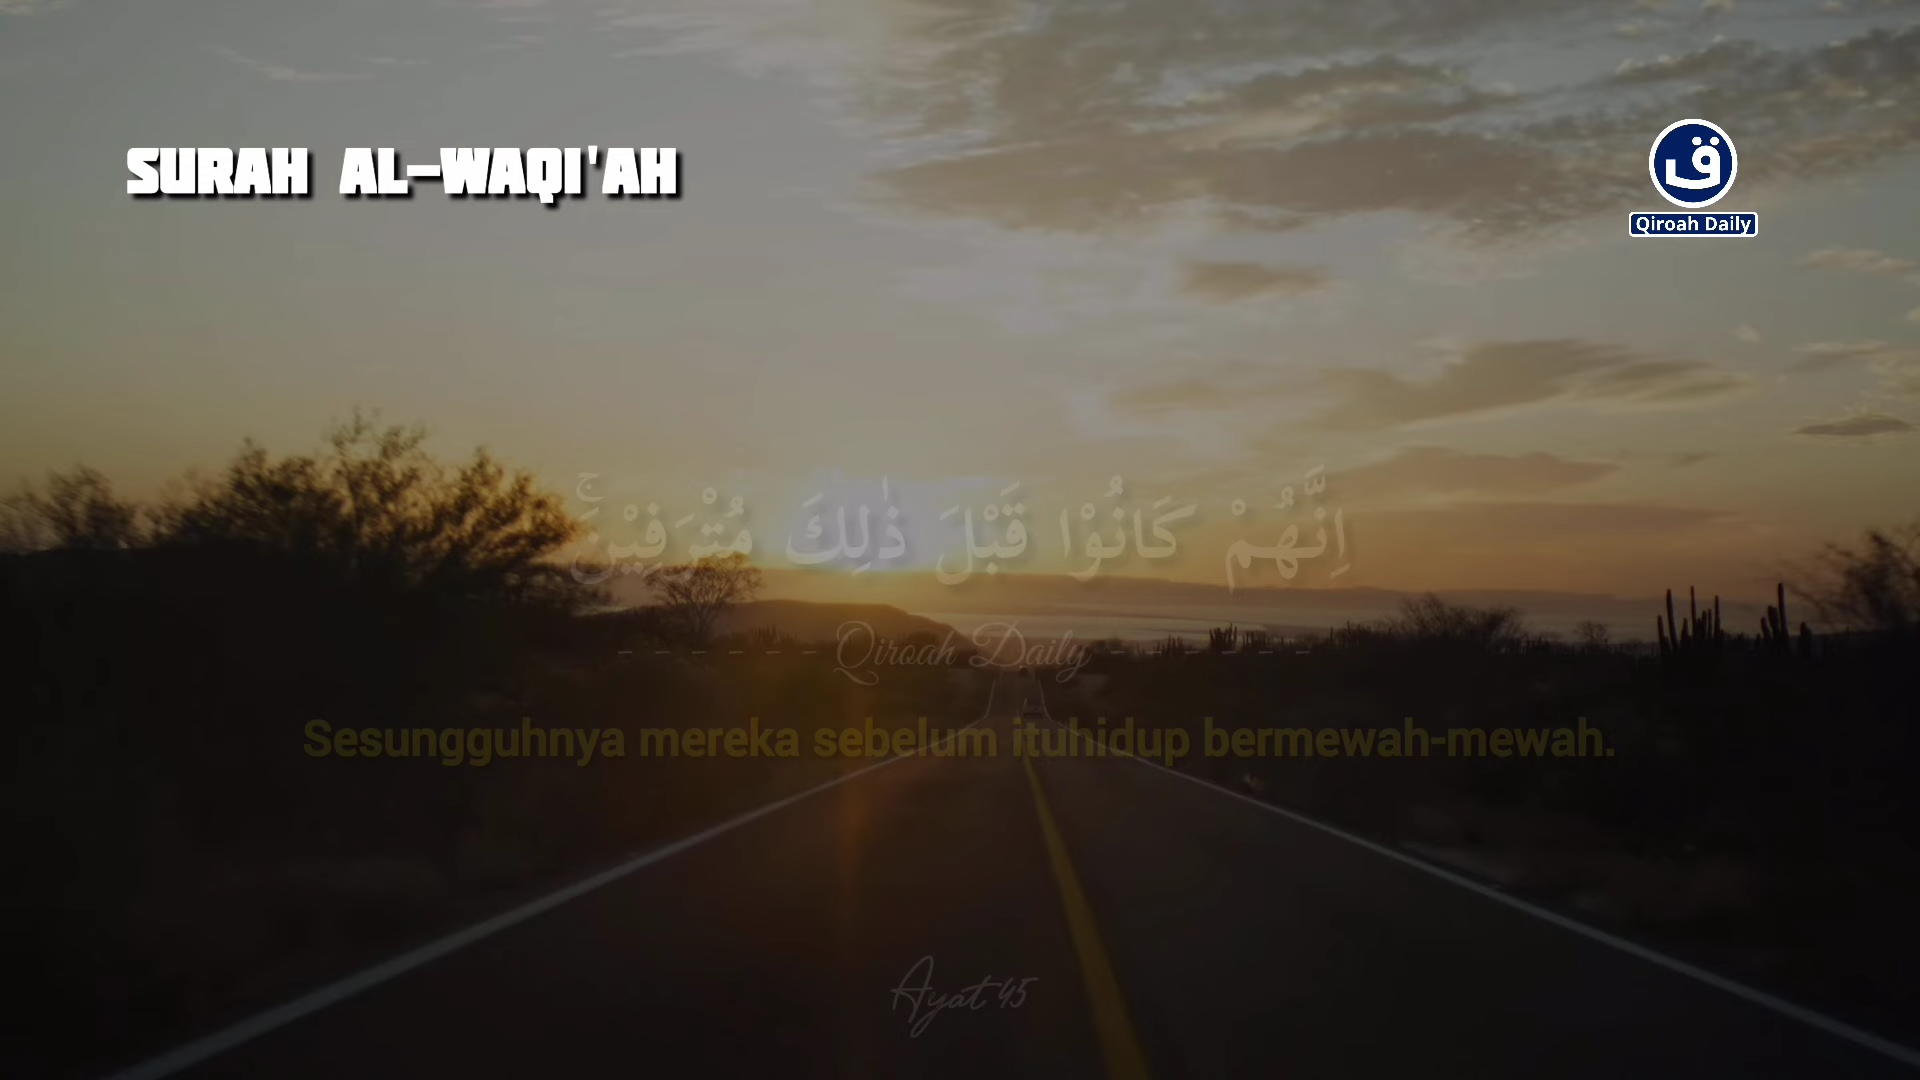 SURAH AL-WAQI'AH
ق
Qiroah Daily
اِنَّهُمْ كَانُوْا قَبْلَ ذٰلِكَ مُتْرَفِيْنَۚ
Qiroah Daily
Sesungguhnya mereka sebelum ituhidup bermewah-mewah.
Ayat 45